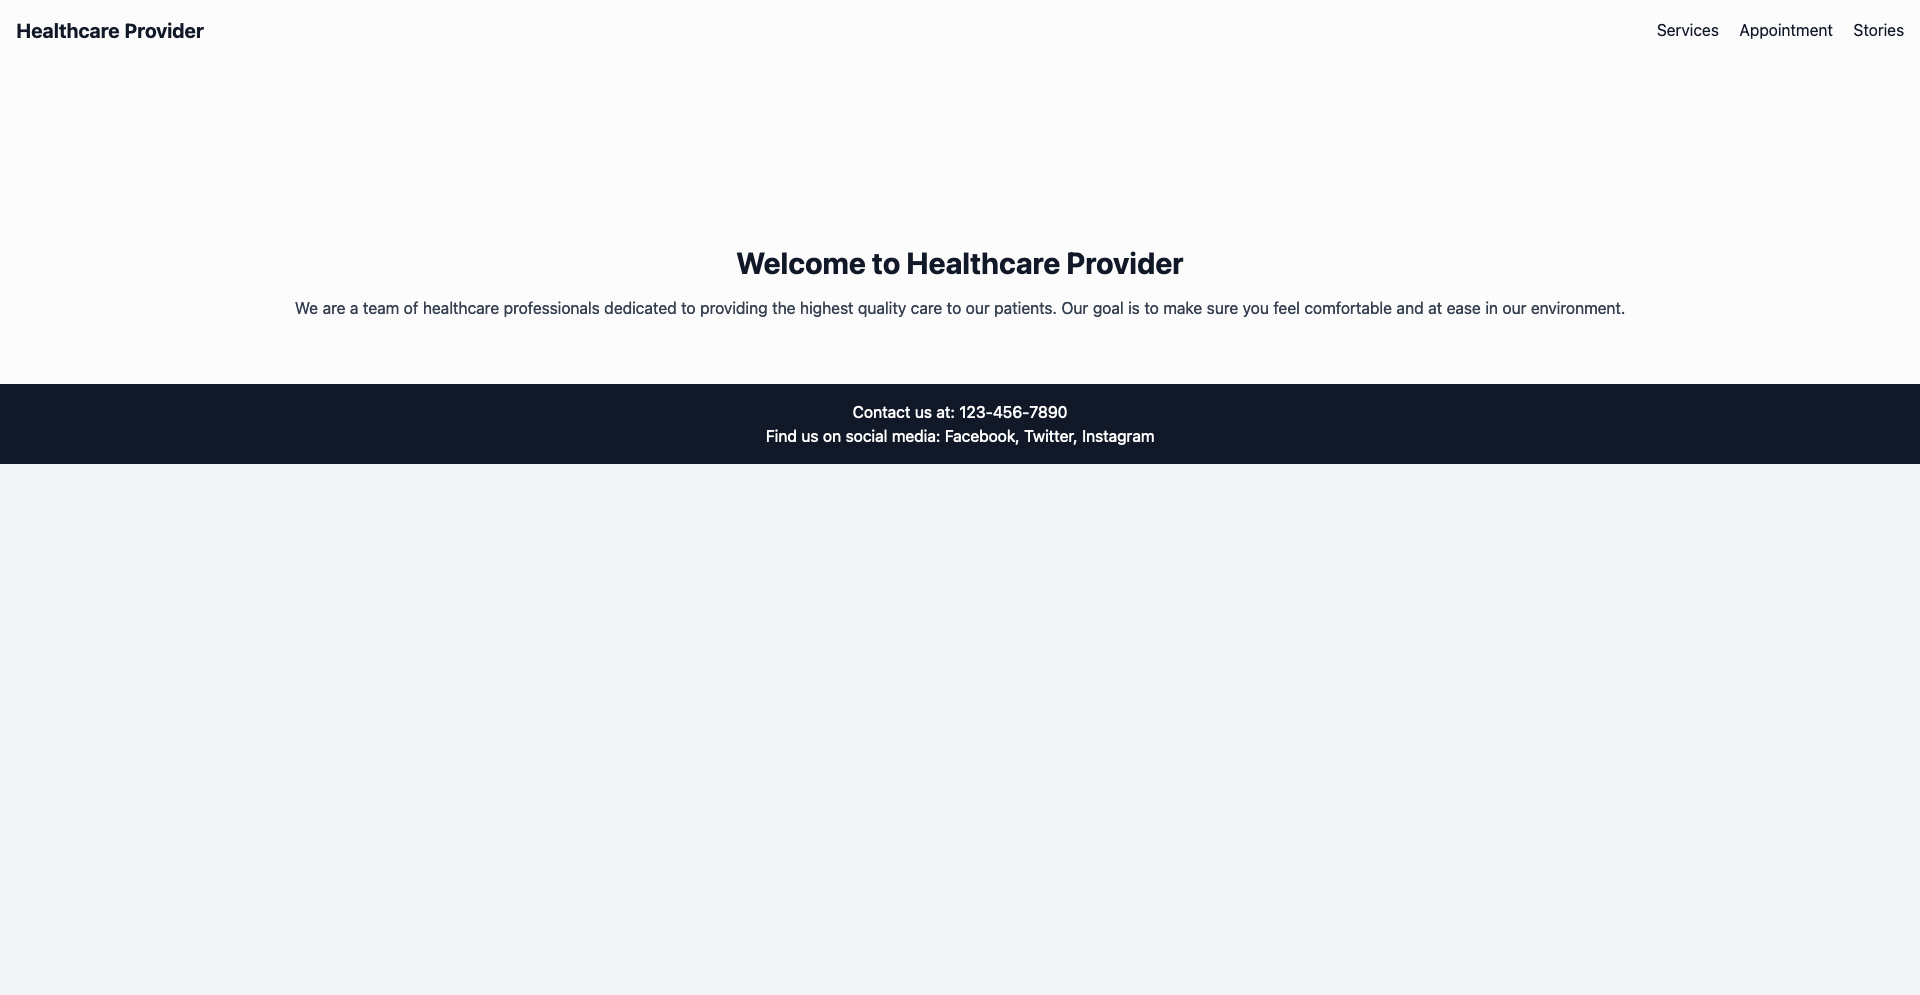 Healthcare Provider
Services Appointment Stories
Welcome to Healthcare Provider
We are a team of healthcare professionals dedicated to providing the highest quality care to our patients. Our goal is to make sure you feel comfortable and at ease in our environment.
Contact us at: 123-456-7890
Find us on social media: Facebook, Twitter, Instagram